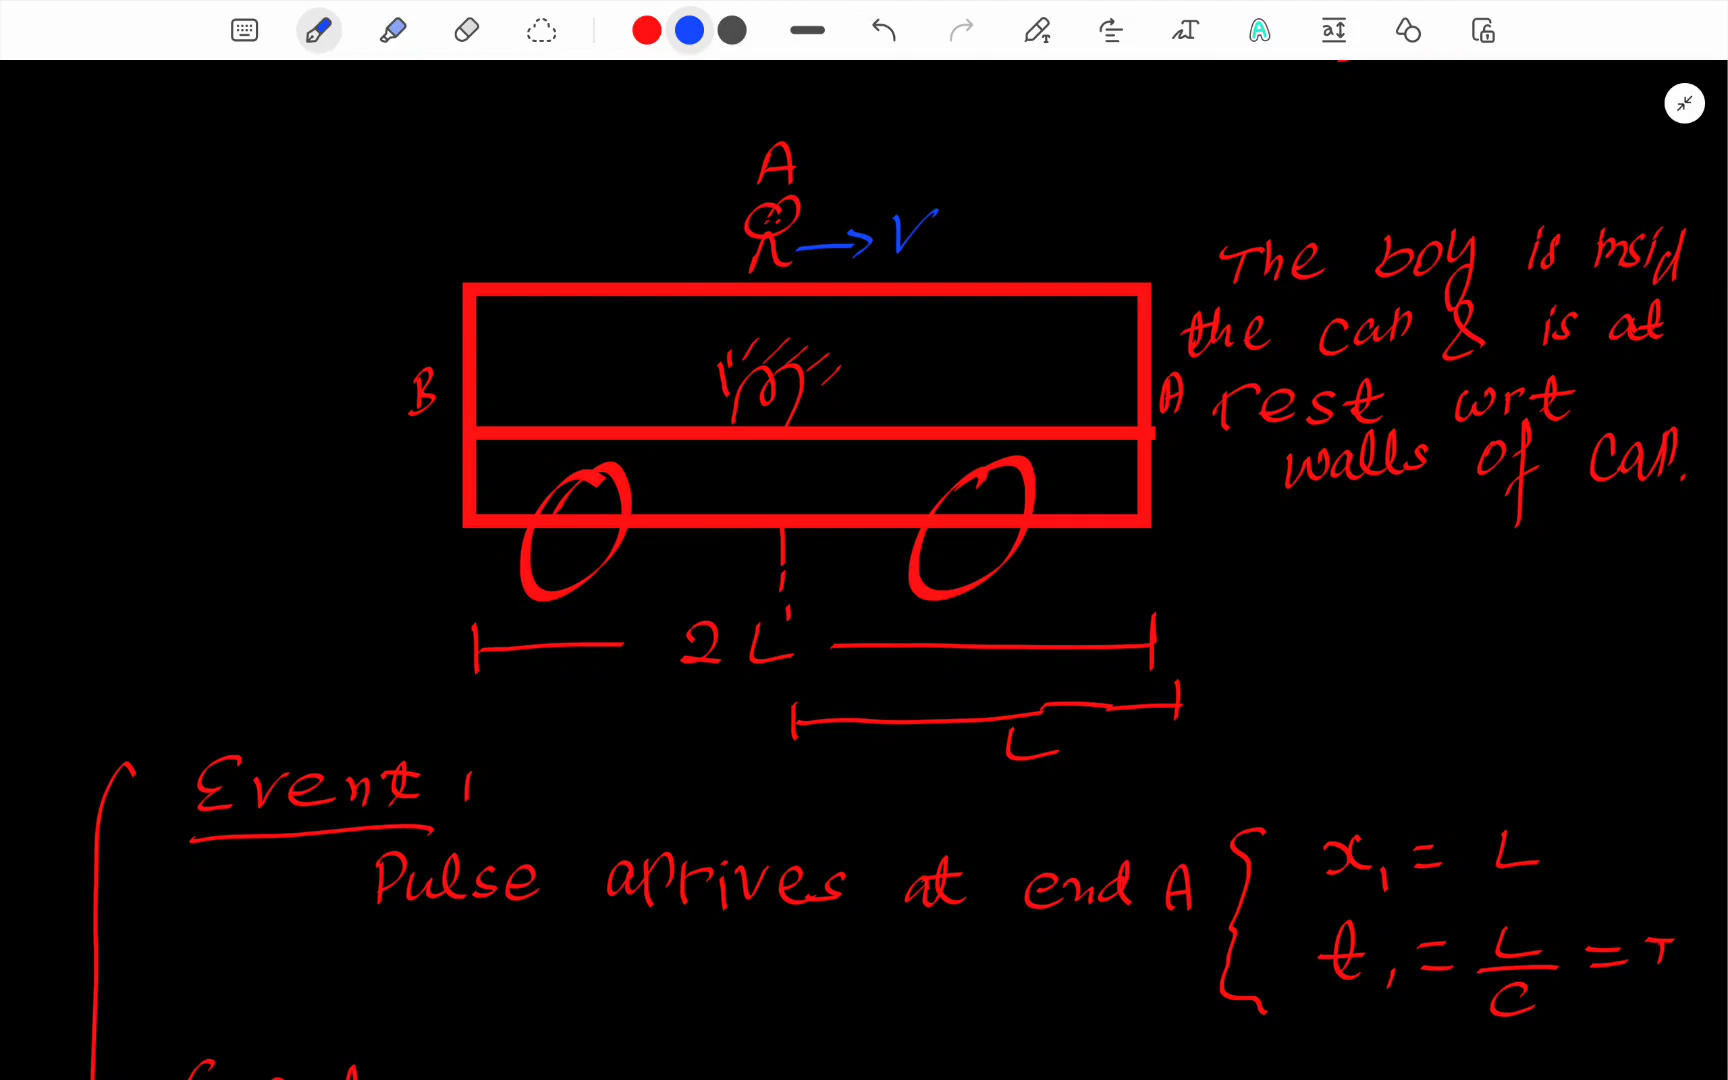 A
V
The boy is insid
the car & is at
B
A rest wrt
walls of car.
2L
L
Event 1
Pulse arrives at end A { x₁ = L
t₁ = L/C = T